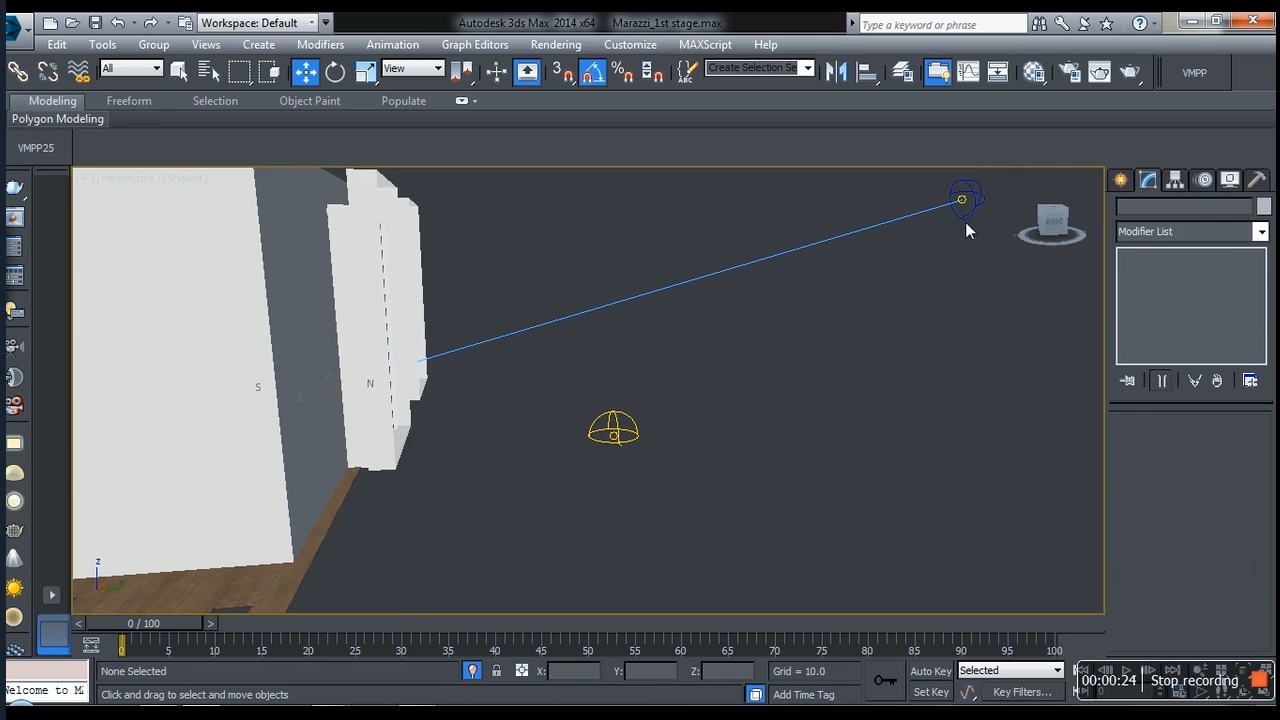 Workspace: Default
Autodesk 3ds Max 2014 x64 Marazzi_1st stage.max
Type a keyword or phrase
Edit Tools Group Views Create Modifiers Animation Graph Editors Rendering Customize MAXScript Help
All
View
3
%
ABC
Create Selection Se
VMPP
Modeling Freeform Selection Object Paint Populate
Polygon Modeling
VMPP25
[+] [Perspective] [Shaded]
RIGHT
Modifier List
S
W
N
E
z
< 0 / 100 >
0 5 10 15 20 25 30 35 40 45 50 55 60 65 70 75 80 85 90 95 100
None Selected X: Y: Z: Grid = 10.0 Auto Key Selected
Welcome to M
Click and drag to select and move objects Add Time Tag Set Key Key Filters... 0
00:00:24 Stop recording